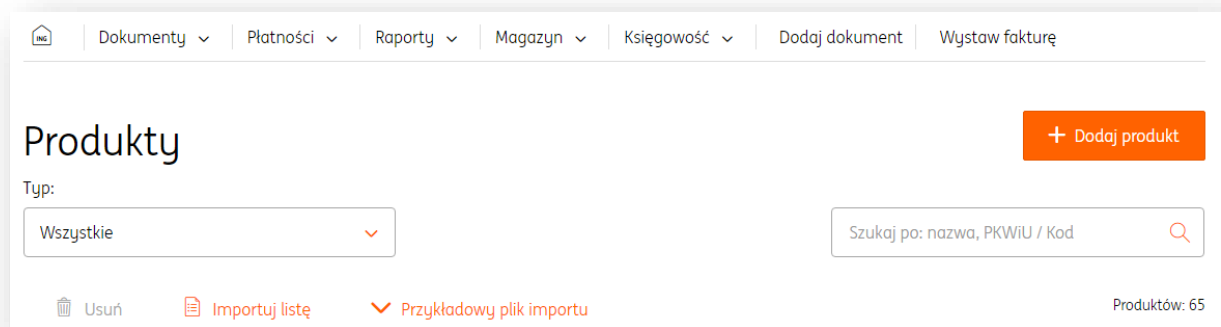 ING Dokumenty Płatności Raporty Magazyn Księgowość Dodaj dokument Wystaw fakturę
Produkty
+ Dodaj produkt
Typ:
Wszystkie
Szukaj po: nazwa, PKWiU / Kod
Usuń Importuj listę Przykładowy plik importu Produktów: 65